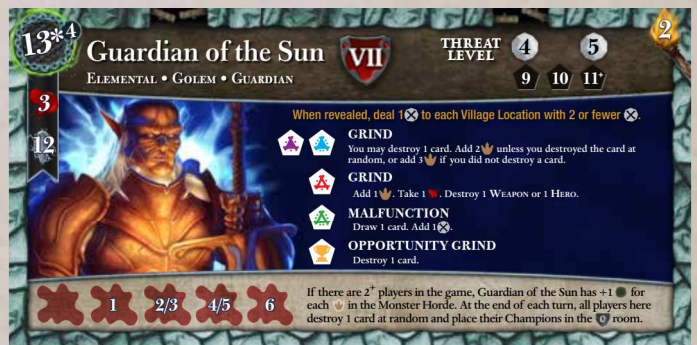 13*4
Guardian of the Sun
VII
THREAT
LEVEL
4
5
2
ELEMENTAL • GOLEM • GUARDIAN
9
10
11+
3
12
When revealed, deal 1 to each Village Location with 2 or fewer .
GRIND
You may destroy 1 card. Add 2 unless you destroyed the card at
random, or add 3 if you did not destroy a card.
GRIND
Add 1 . Take 1 . Destroy 1 WEAPON or 1 HERO.
MALFUNCTION
Draw 1 card. Add 1 .
OPPORTUNITY GRIND
Destroy 1 card.
1
2/3
4/5
6
If there are 2+ players in the game, Guardian of the Sun has +1 for
each in the Monster Horde. At the end of each turn, all players here
destroy 1 card at random and place their Champions in the room.